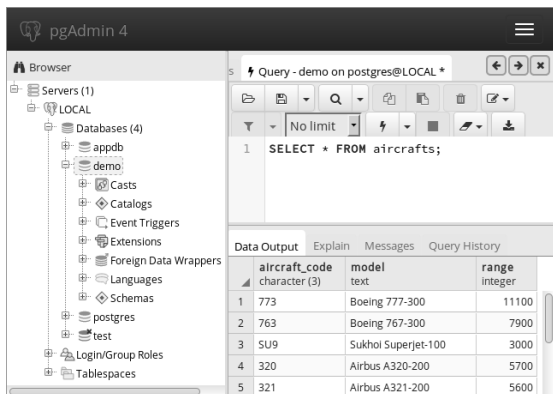 pgAdmin 4
Browser
Servers (1)
LOCAL
Databases (4)
appdb
demo
Casts
Catalogs
Event Triggers
Extensions
Foreign Data Wrappers
Languages
Schemas
postgres
test
Login/Group Roles
Tablespaces
s
Query - demo on postgres@LOCAL *
No limit
1 SELECT * FROM aircrafts;
Data Output Explain Messages Query History
aircraft_code model range
character (3) text integer
1 773 Boeing 777-300 11100
2 763 Boeing 767-300 7900
3 SU9 Sukhoi Superjet-100 3000
4 320 Airbus A320-200 5700
5 321 Airbus A321-200 5600